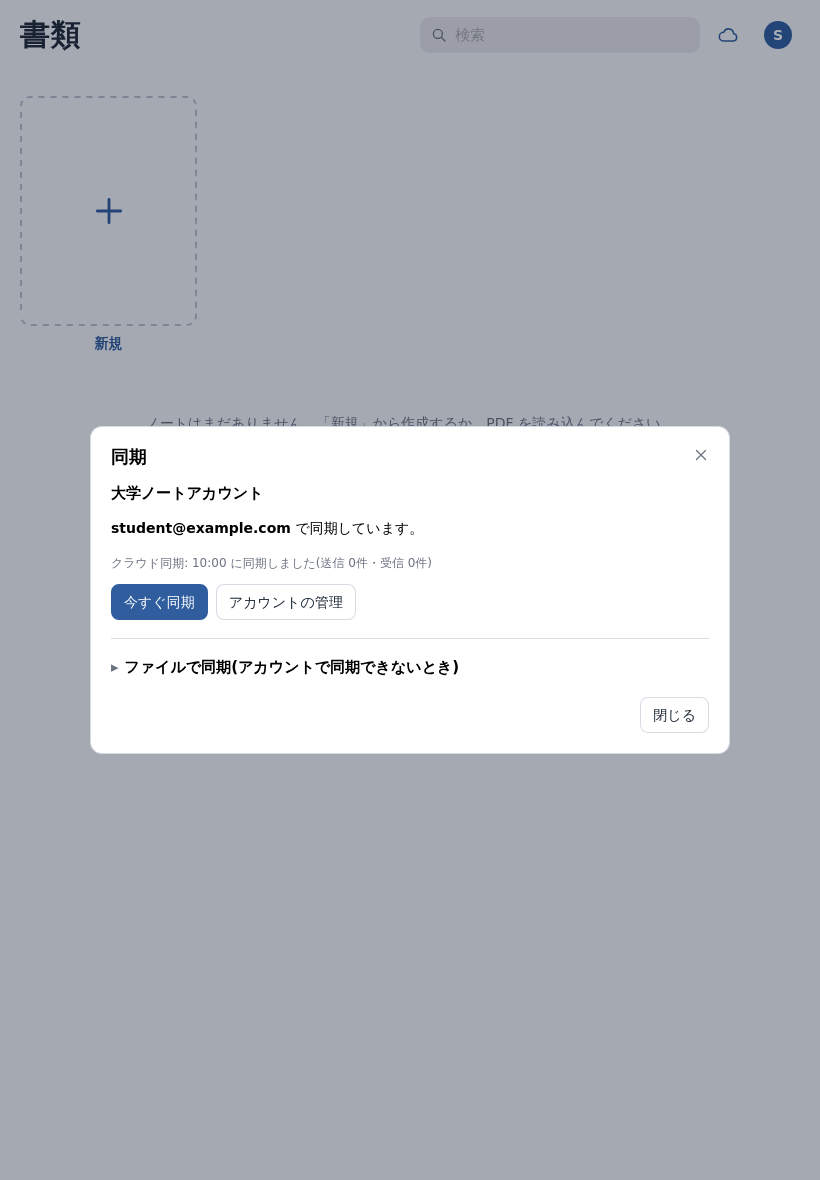 書類
検索
S
新規
ノートはまだありません。「新規」から作成するか、PDF を読み込んでください
同期
大学ノートアカウント
student@example.com で同期しています。
クラウド同期: 10:00 に同期しました(送信 0件・受信 0件)
今すぐ同期
アカウントの管理
▸ ファイルで同期(アカウントで同期できないとき)
閉じる